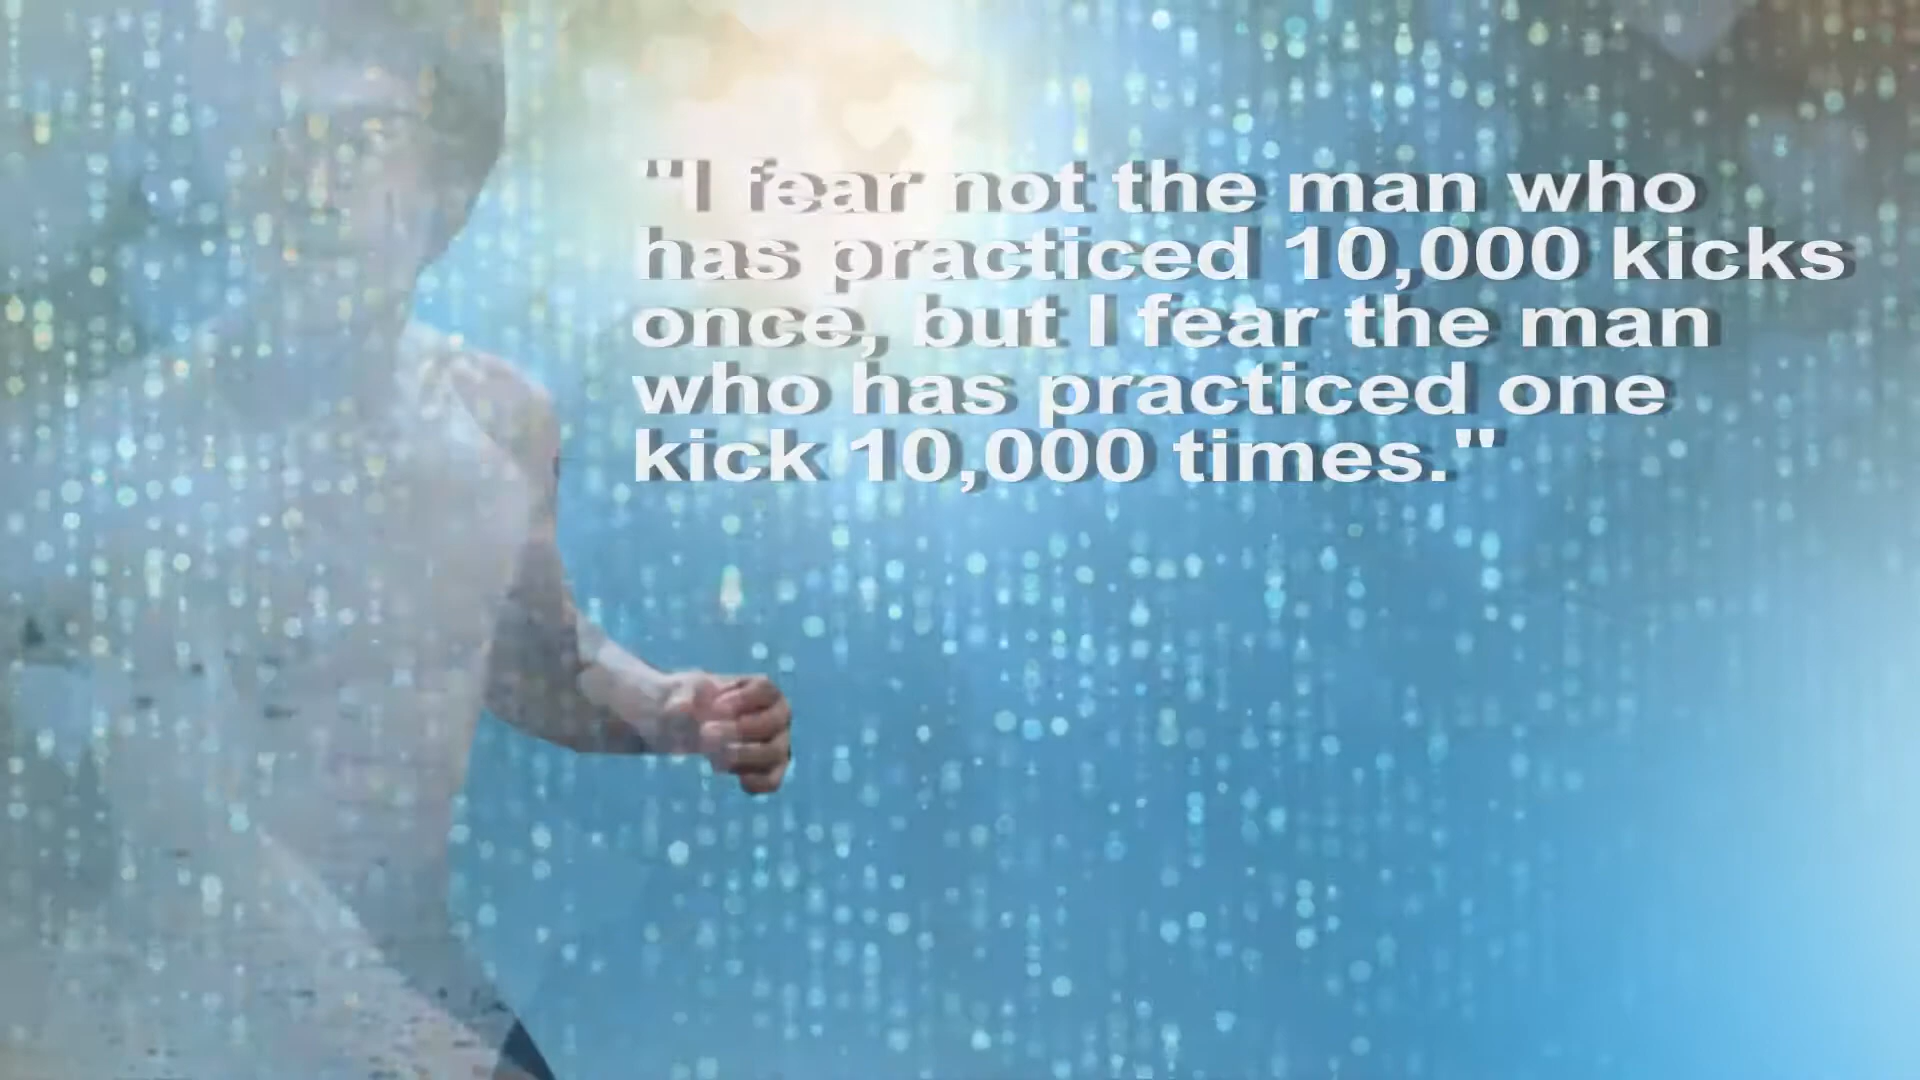 "I fear not the man who
has practiced 10,000 kicks
once, but I fear the man
who has practiced one
kick 10,000 times."